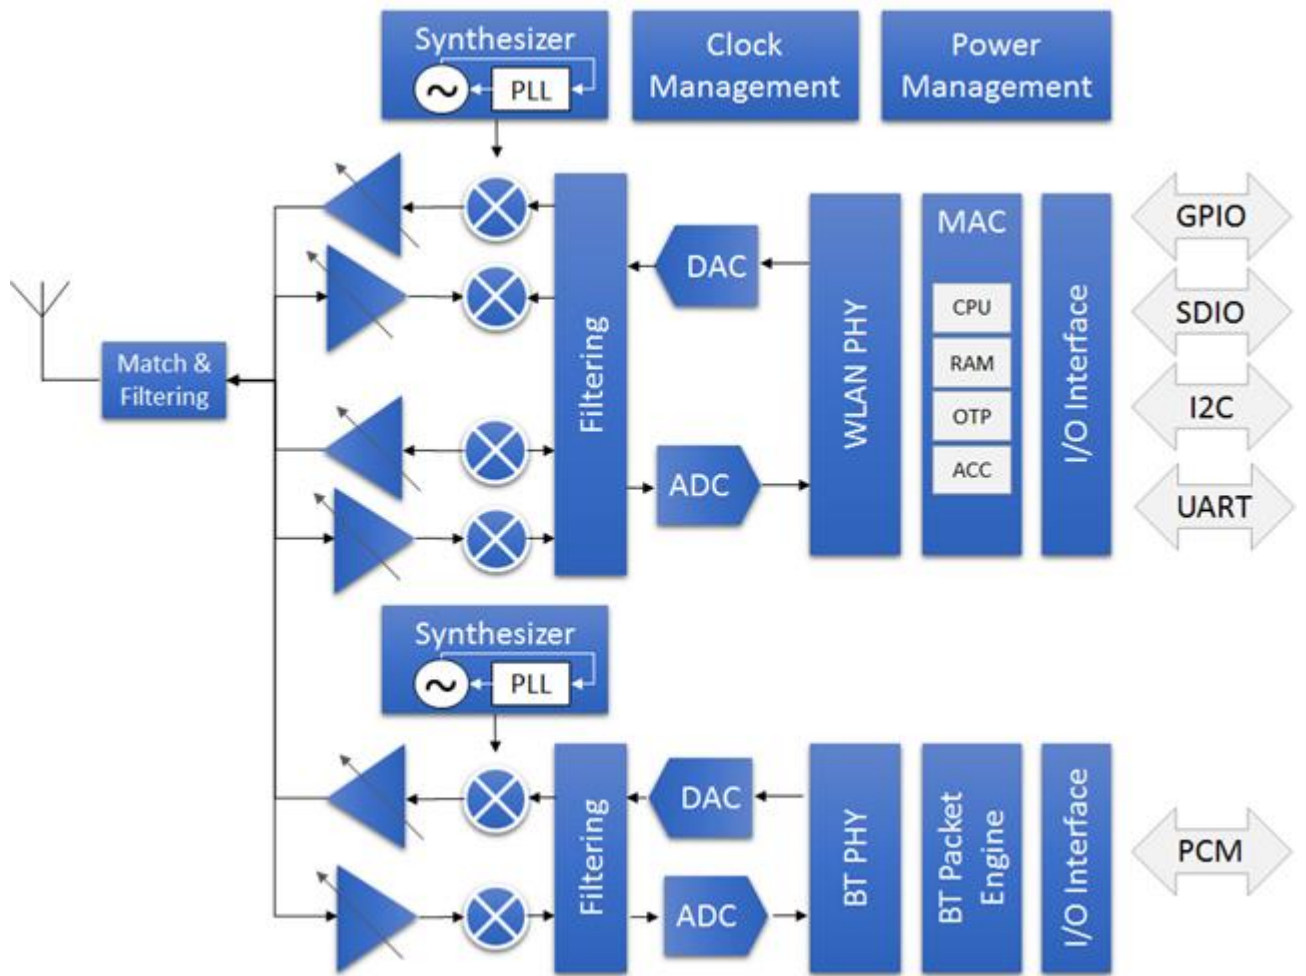 Synthesizer
PLL
Clock
Management
Power
Management
Match &
Filtering
Filtering
DAC
ADC
WLAN PHY
MAC
CPU
RAM
OTP
ACC
I/O Interface
GPIO
SDIO
I2C
UART
Synthesizer
PLL
Filtering
DAC
ADC
BT PHY
BT Packet
Engine
I/O Interface
PCM